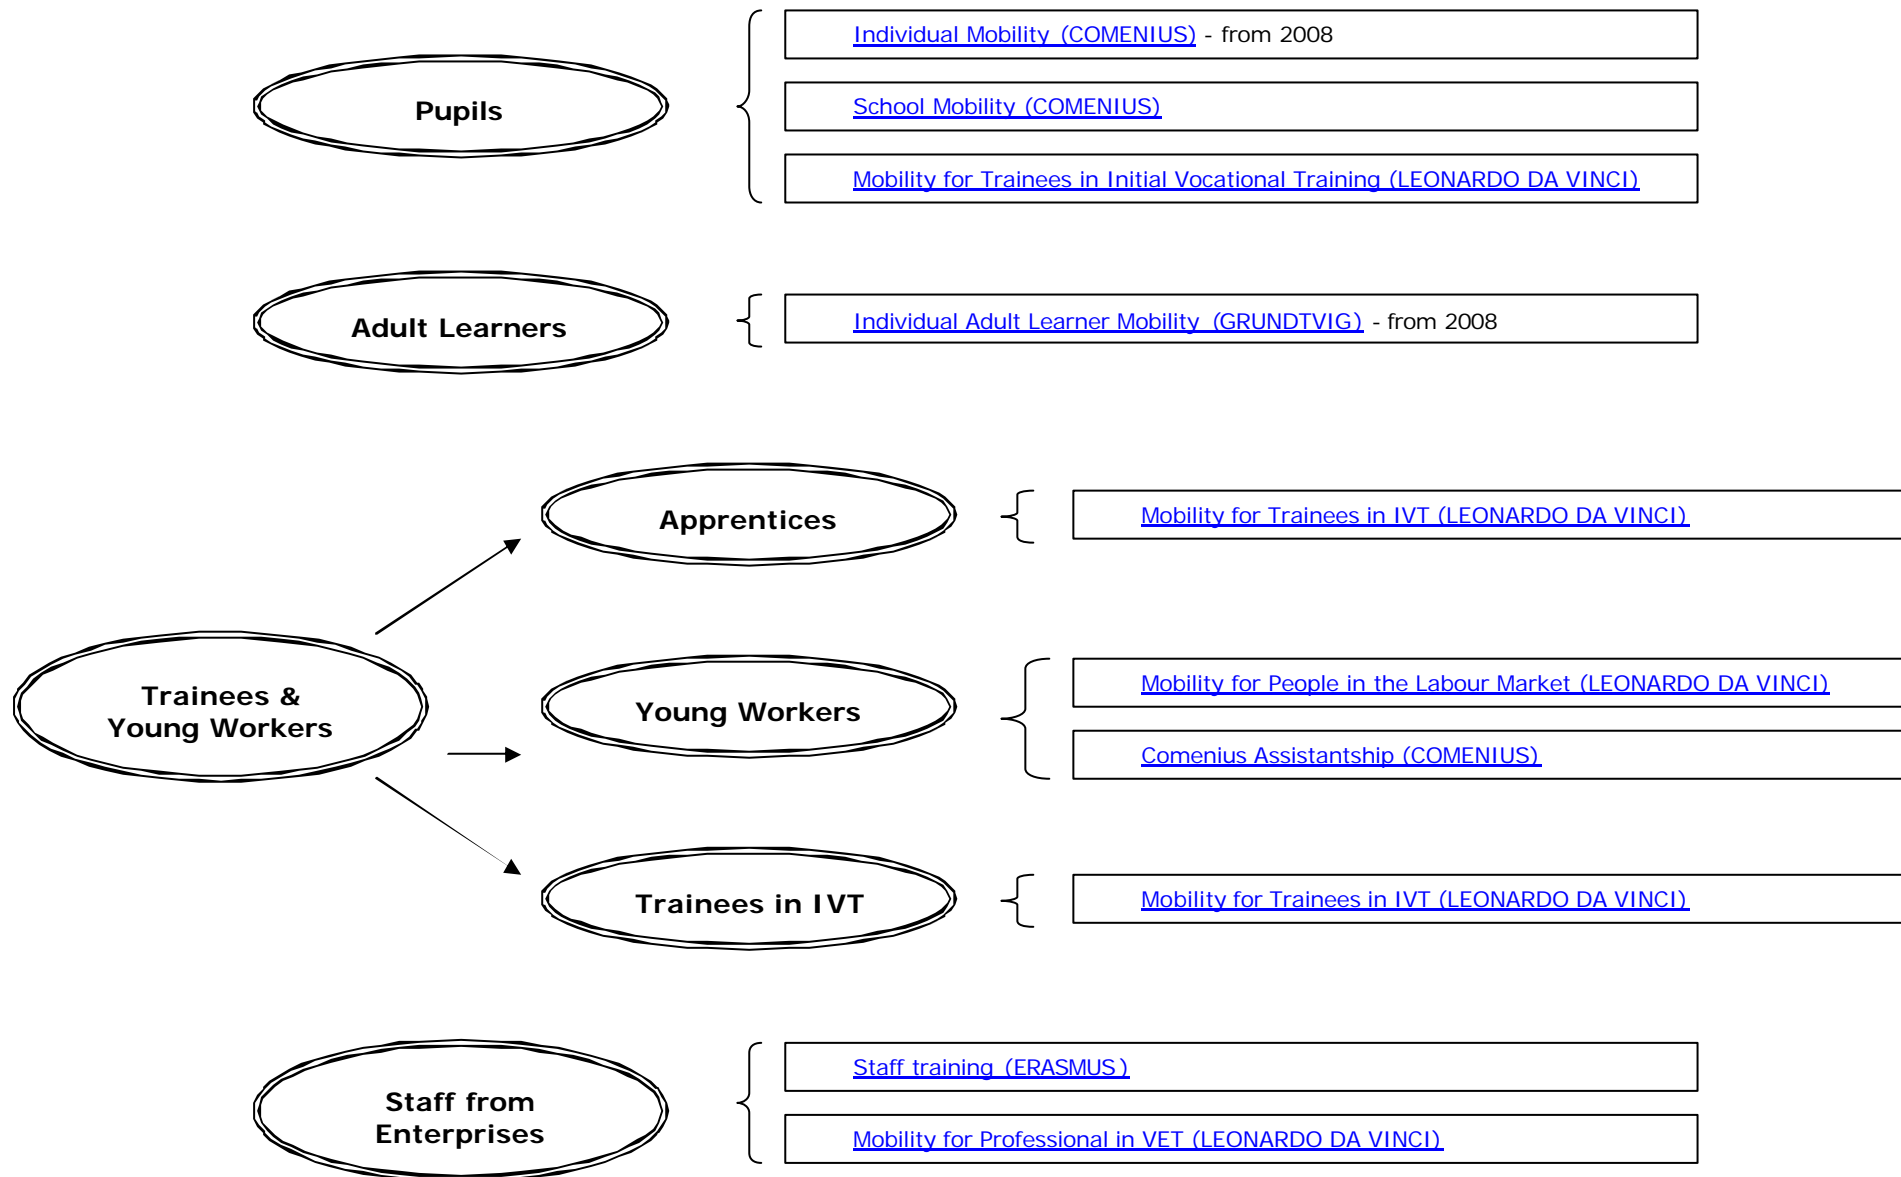 Individual Mobility (COMENIUS) - from 2008
Pupils
School Mobility (COMENIUS)
Mobility for Trainees in Initial Vocational Training (LEONARDO DA VINCI)
Adult Learners
Individual Adult Learner Mobility (GRUNDTVIG) - from 2008
Apprentices
Mobility for Trainees in IVT (LEONARDO DA VINCI)
Trainees &
Young Workers
Young Workers
Mobility for People in the Labour Market (LEONARDO DA VINCI)
Comenius Assistantship (COMENIUS)
Trainees in IVT
Mobility for Trainees in IVT (LEONARDO DA VINCI)
Staff from
Enterprises
Staff training (ERASMUS)
Mobility for Professional in VET (LEONARDO DA VINCI)